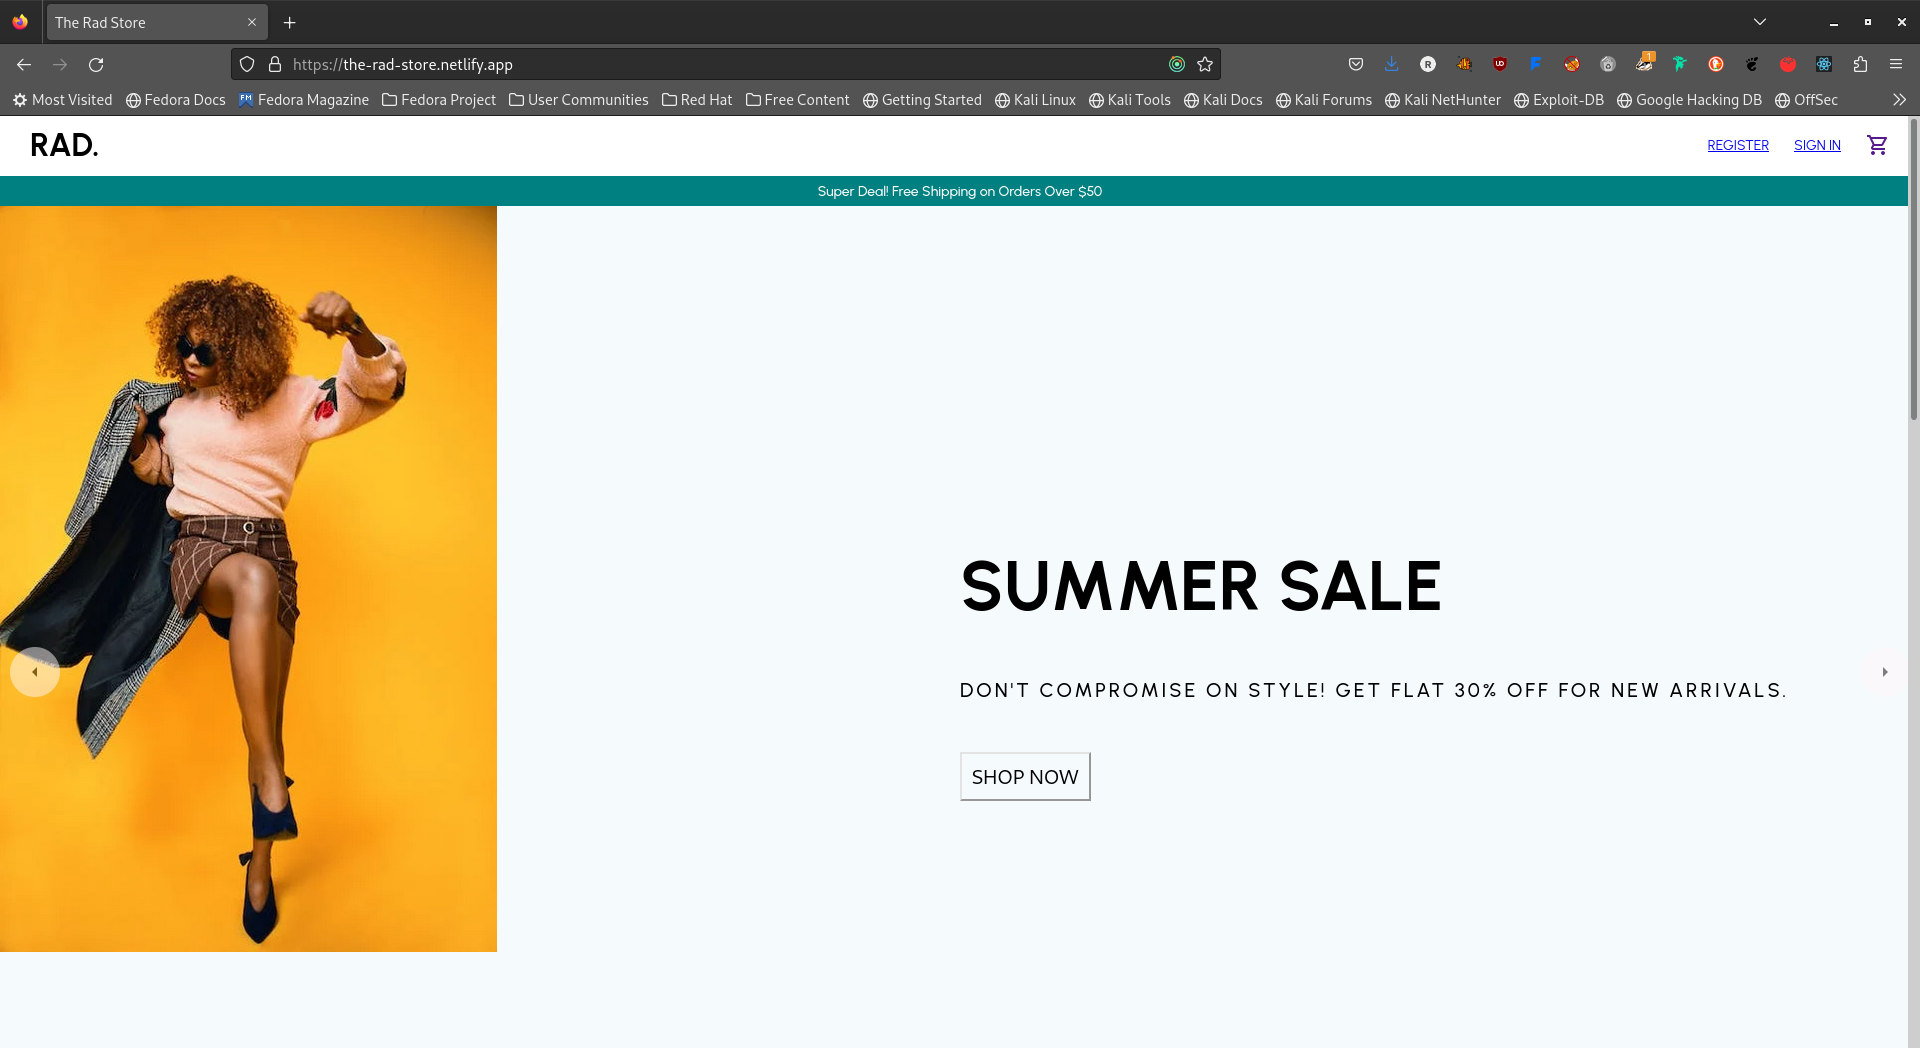 The Rad Store
https://the-rad-store.netlify.app
Most Visited Fedora Docs Fedora Magazine Fedora Project User Communities Red Hat Free Content Getting Started Kali Linux Kali Tools Kali Docs Kali Forums Kali NetHunter Exploit-DB Google Hacking DB OffSec
RAD.
REGISTER SIGN IN
Super Deal! Free Shipping on Orders Over $50
SUMMER SALE
DON'T COMPROMISE ON STYLE! GET FLAT 30% OFF FOR NEW ARRIVALS.
SHOP NOW